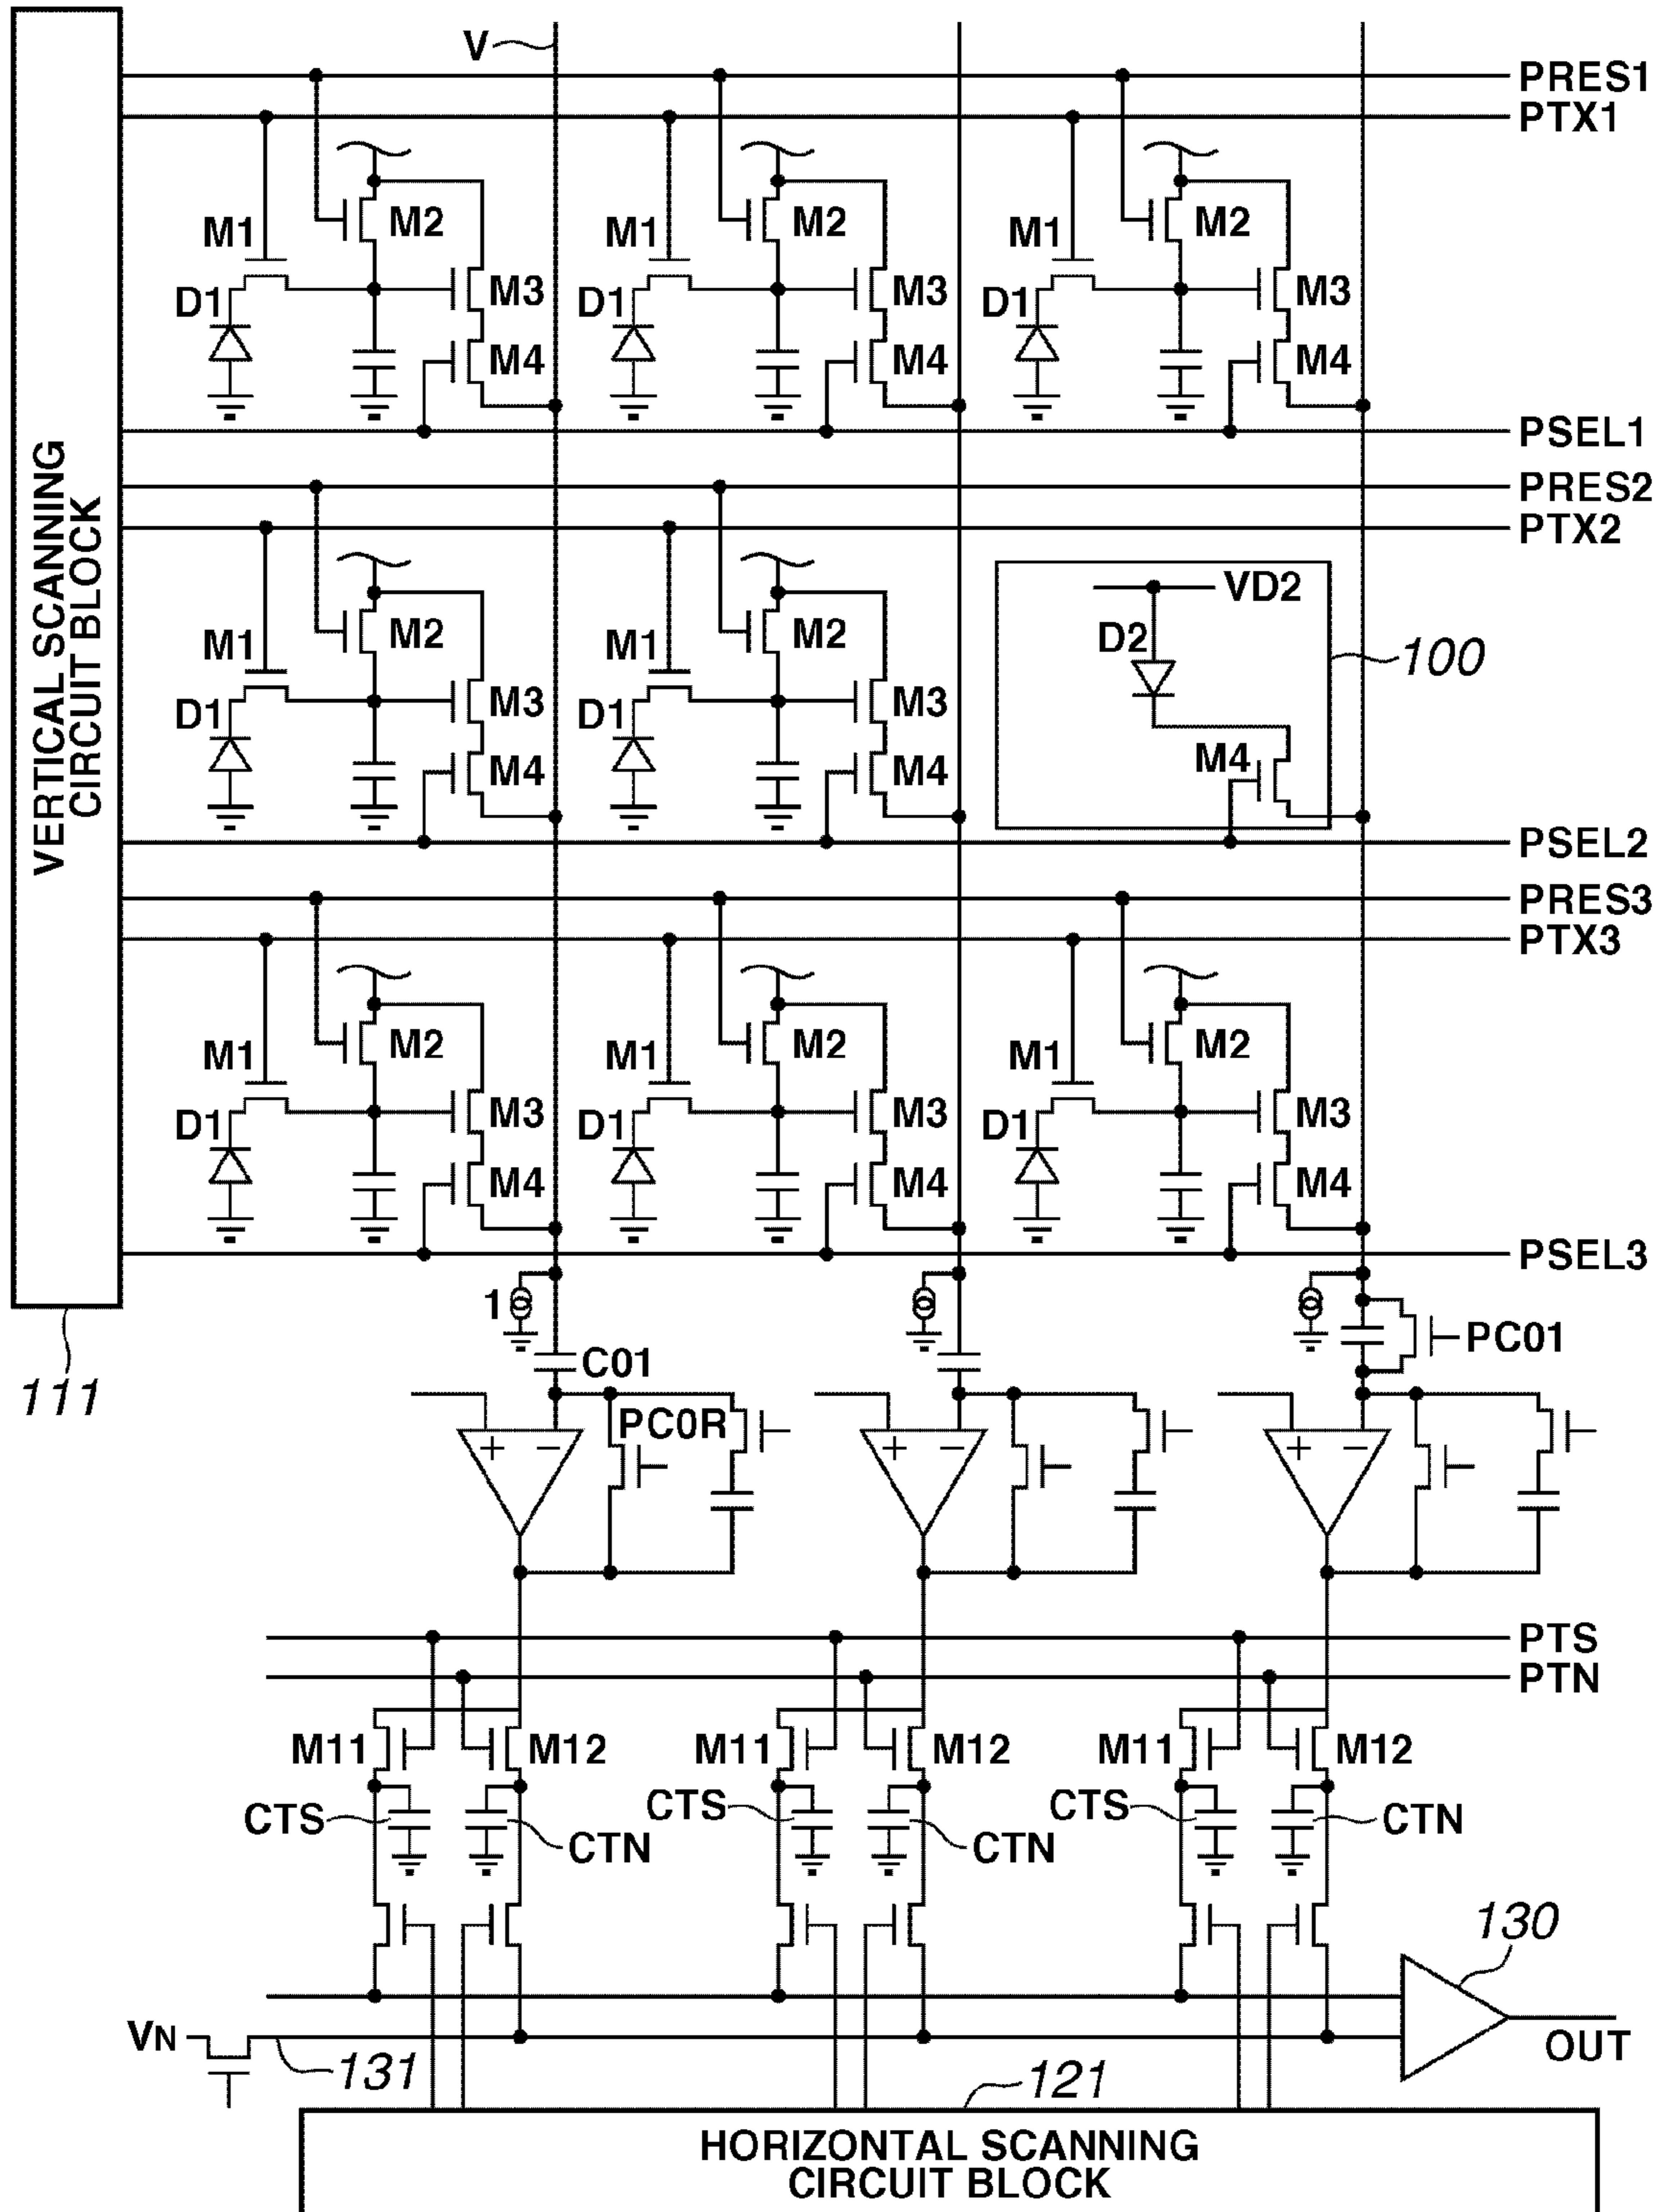 V
PRES1
PTX1
M1 M2 M1 M2 M1 M2
D1 M3 D1 M3 D1 M3
M4 M4 M4
PSEL1
PRES2
PTX2
VERTICAL SCANNING
CIRCUIT BLOCK
VD2
D2
100
M1 M2 M1 M2
D1 M3 D1 M3
M4 M4 M4
PSEL2
PRES3
PTX3
M1 M2 M1 M2 M1 M2
D1 M3 D1 M3 D1 M3
M4 M4 M4
PSEL3
1
C01
PC01
111
PC0R
+ − + − + −
PTS
PTN
M11 M12 M11 M12 M11 M12
CTS CTN CTS CTN CTS CTN
130
VN
131
OUT
121
HORIZONTAL SCANNING
CIRCUIT BLOCK